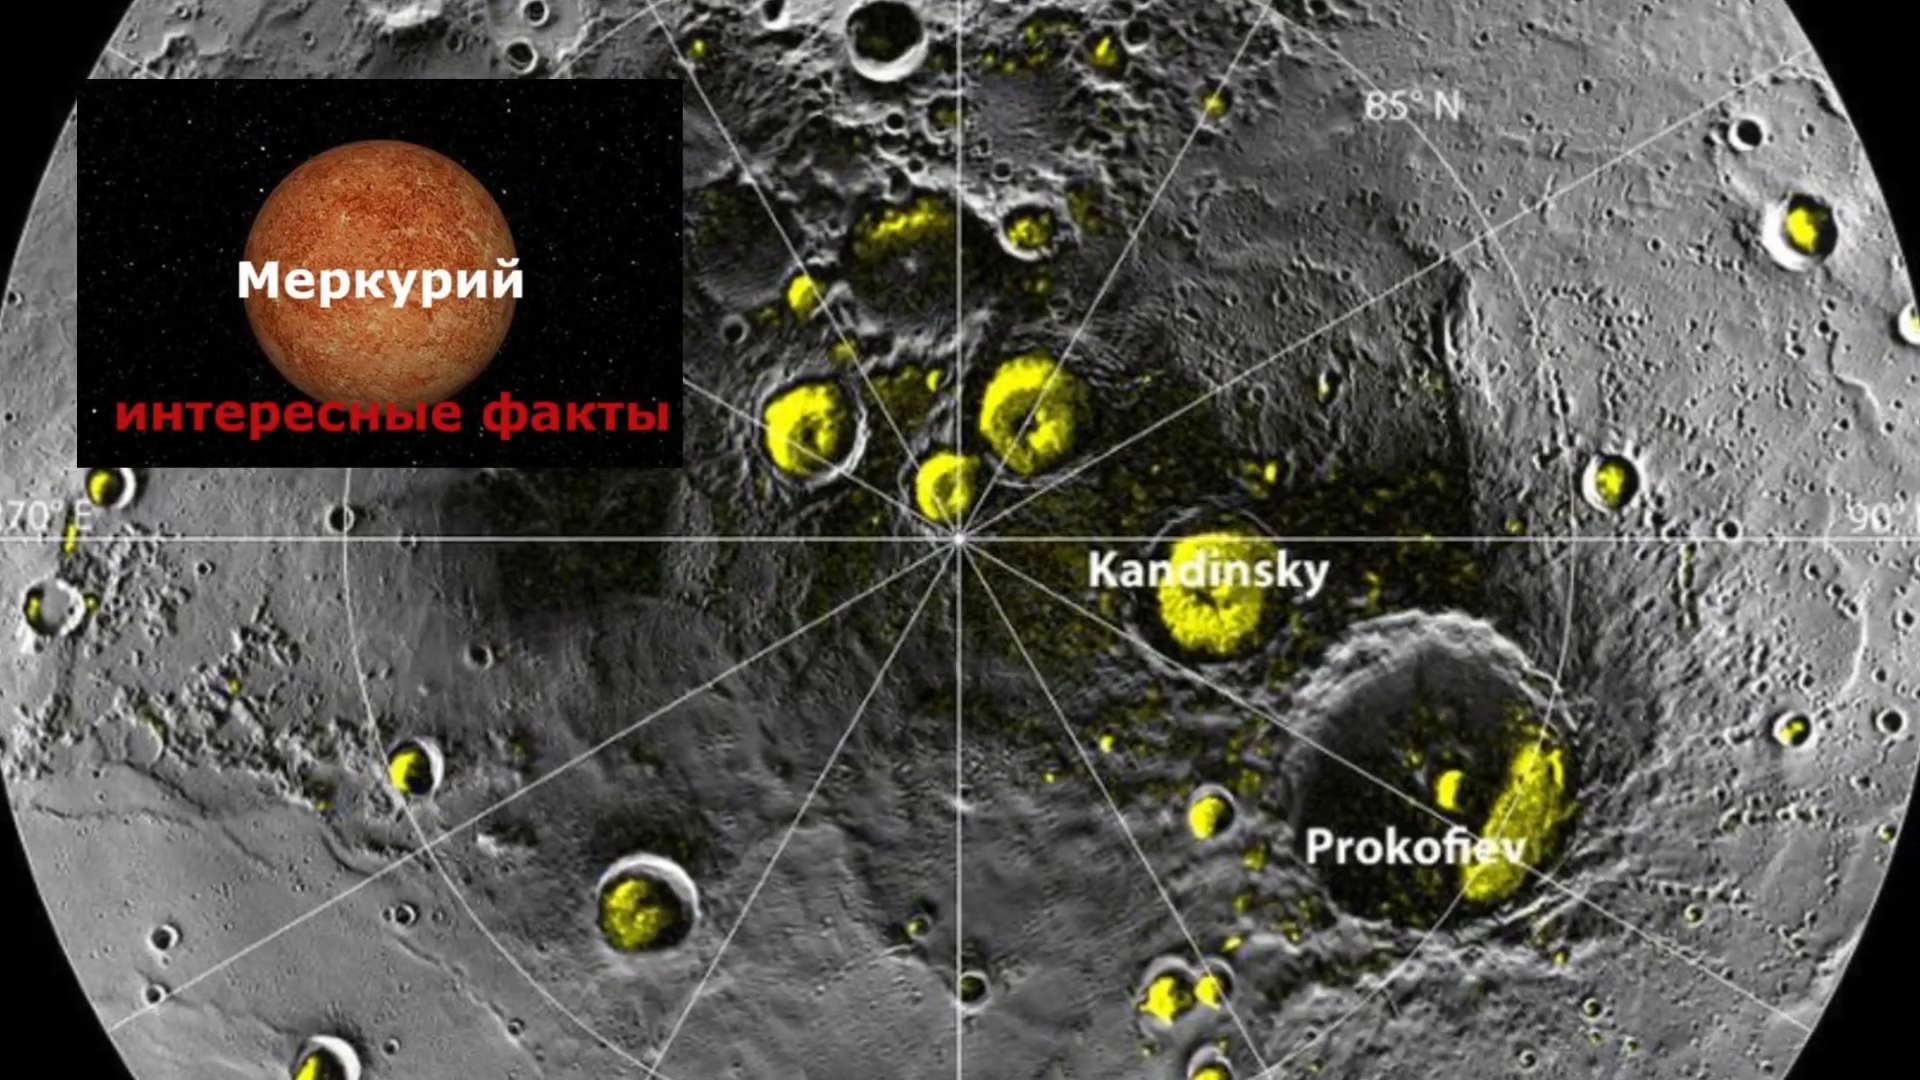 85° N
Меркурий
интересные факты
70° E
90°
Kandinsky
Prokofiev